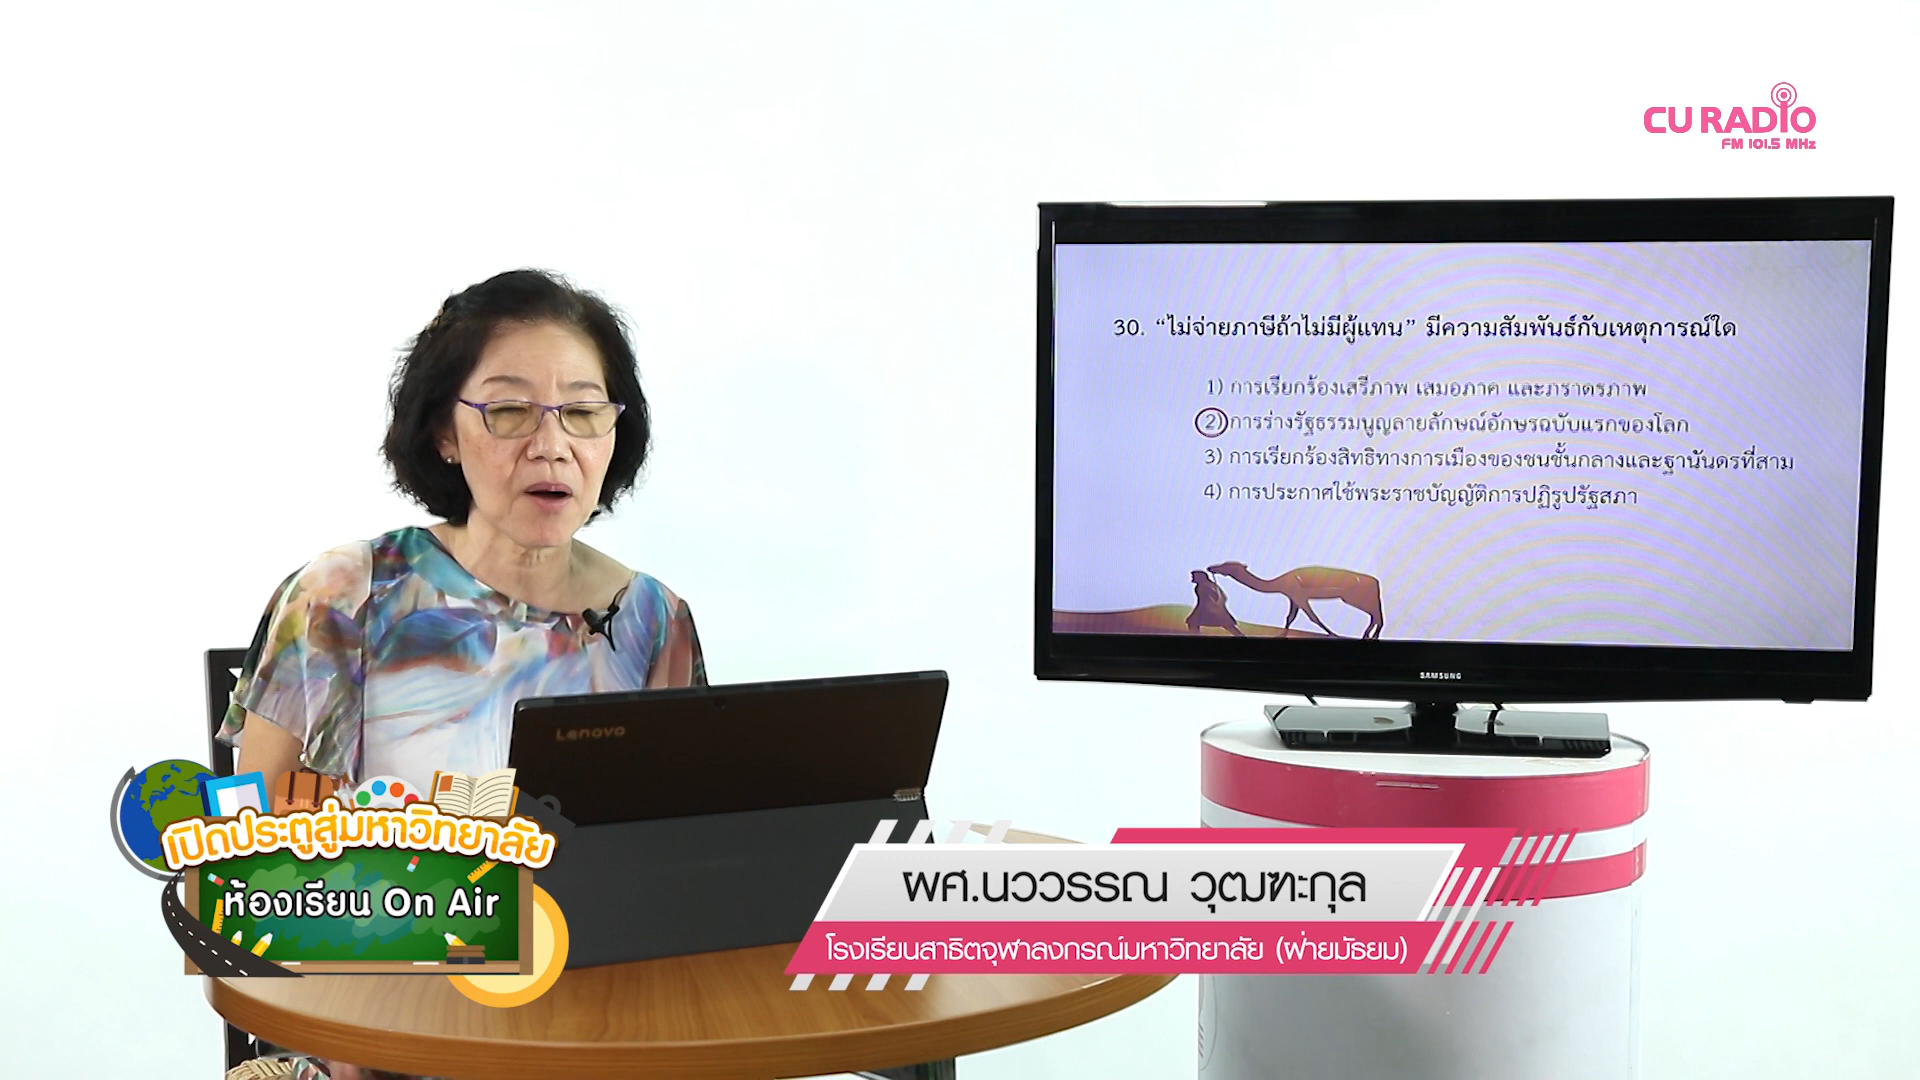 CU RADIO
FM 101.5 MHz
30. “ไม่จ่ายภาษีถ้าไม่มีผู้แทน” มีความสัมพันธ์กับเหตุการณ์ใด
1) การเรียกร้องเสรีภาพ เสมอภาค และภราดรภาพ
2) การร่างรัฐธรรมนูญลายลักษณ์อักษรฉบับแรกของโลก
3) การเรียกร้องสิทธิทางการเมืองของชนชั้นกลางและฐานันดรที่สาม
4) การประกาศใช้พระราชบัญญัติการปฏิรูปรัฐสภา
SAMSUNG
Lenovo
เปิดประตูสู่มหาวิทยาลัย
ห้องเรียน On Air
ผศ.นววรรณ วุฒฑะกุล
โรงเรียนสาธิตจุฬาลงกรณ์มหาวิทยาลัย (ฝ่ายมัธยม)